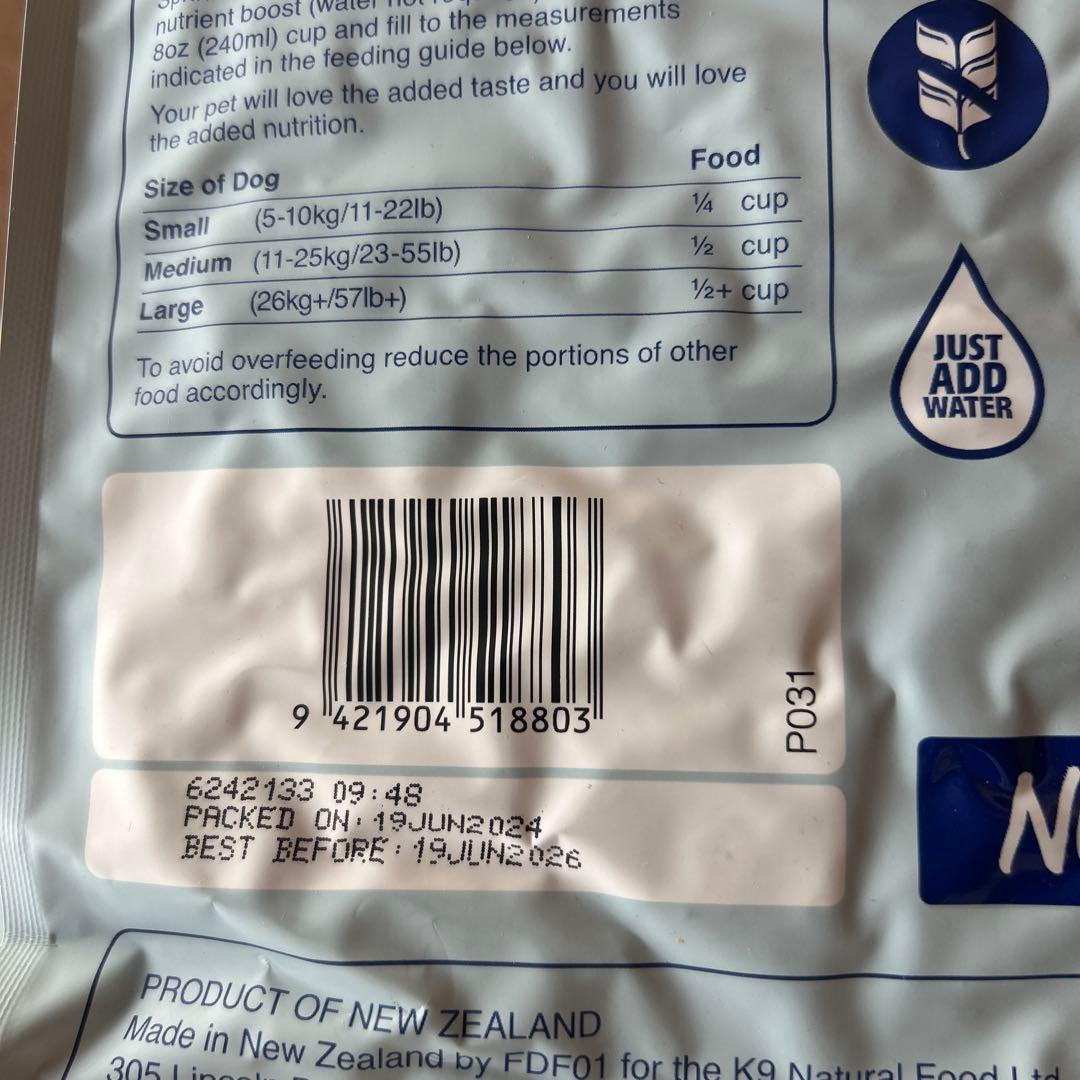 nutrient boost (water not
8oz (240ml) cup and fill to the measurements
indicated in the feeding guide below.
Your pet will love the added taste and you will love
the added nutrition.
Size of Dog Food
Small (5-10kg/11-22lb) ¼ cup
Medium (11-25kg/23-55lb) ½ cup
Large (26kg+/57lb+) ½+ cup
To avoid overfeeding reduce the portions of other
food accordingly.
JUST
ADD
WATER
9 421904 518803
P031
6242133 09:48
PACKED ON: 19JUN2024
BEST BEFORE: 19JUN2026
PRODUCT OF NEW ZEALAND
Made in New Zealand by FDF01 for the K9 Natural Food Ltd
305